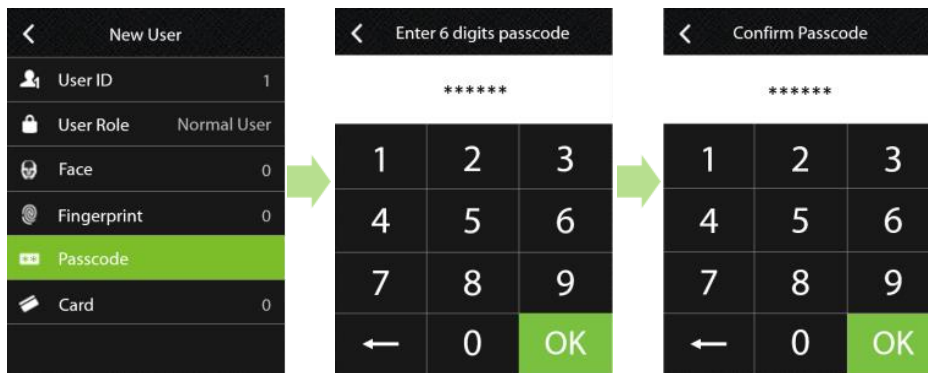 New User
User ID 1
User Role Normal User
Face 0
Fingerprint 0
Passcode
Card 0
Enter 6 digits passcode
******
1 2 3
4 5 6
7 8 9
0 OK
Confirm Passcode
******
1 2 3
4 5 6
7 8 9
0 OK